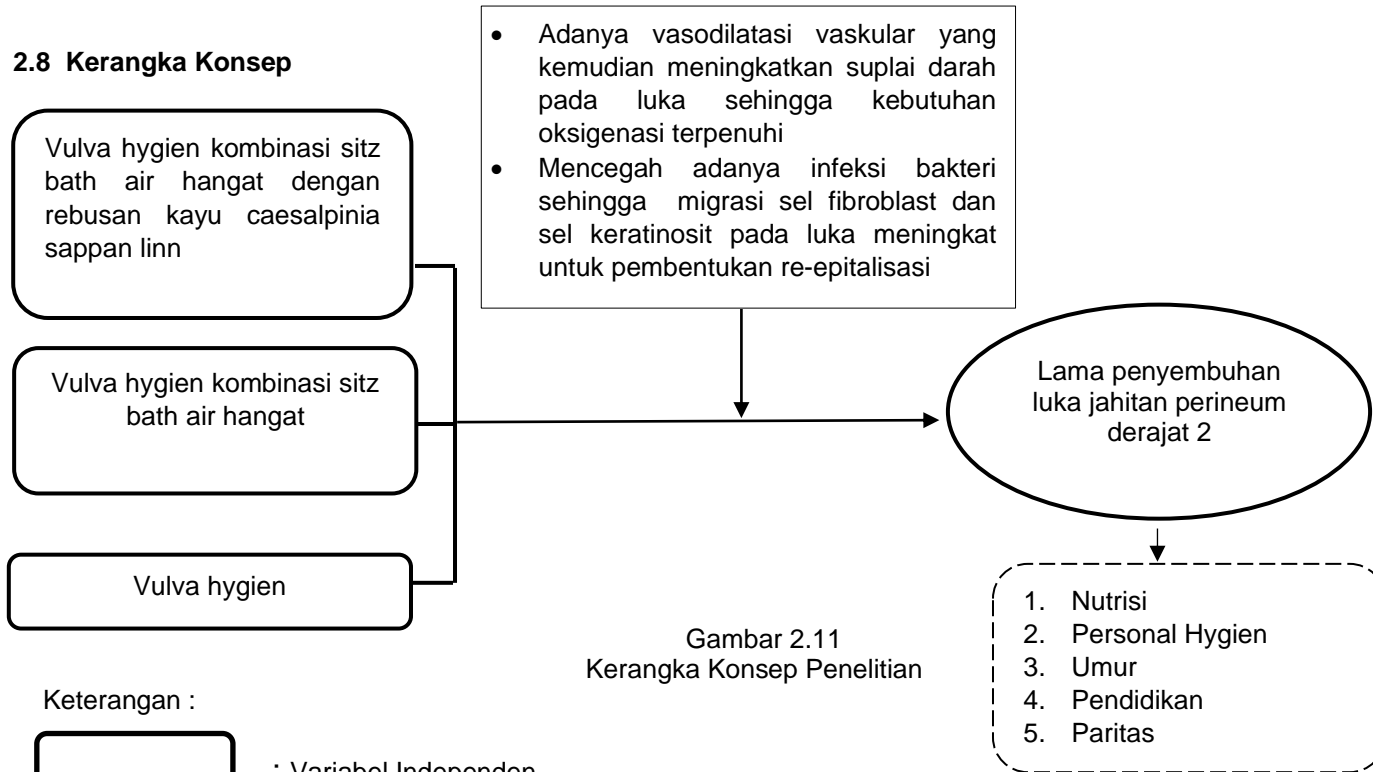 2.8 Kerangka Konsep
• Adanya vasodilatasi vaskular yang
kemudian meningkatkan suplai darah
pada luka sehingga kebutuhan
oksigenasi terpenuhi
• Mencegah adanya infeksi bakteri
sehingga migrasi sel fibroblast dan
sel keratinosit pada luka meningkat
untuk pembentukan re-epitalisasi
Vulva hygien kombinasi sitz
bath air hangat dengan
rebusan kayu caesalpinia
sappan linn
Vulva hygien kombinasi sitz
bath air hangat
Vulva hygien
Lama penyembuhan
luka jahitan perineum
derajat 2
1. Nutrisi
2. Personal Hygien
3. Umur
4. Pendidikan
5. Paritas
Gambar 2.11
Kerangka Konsep Penelitian
Keterangan :
: Variabel Independen